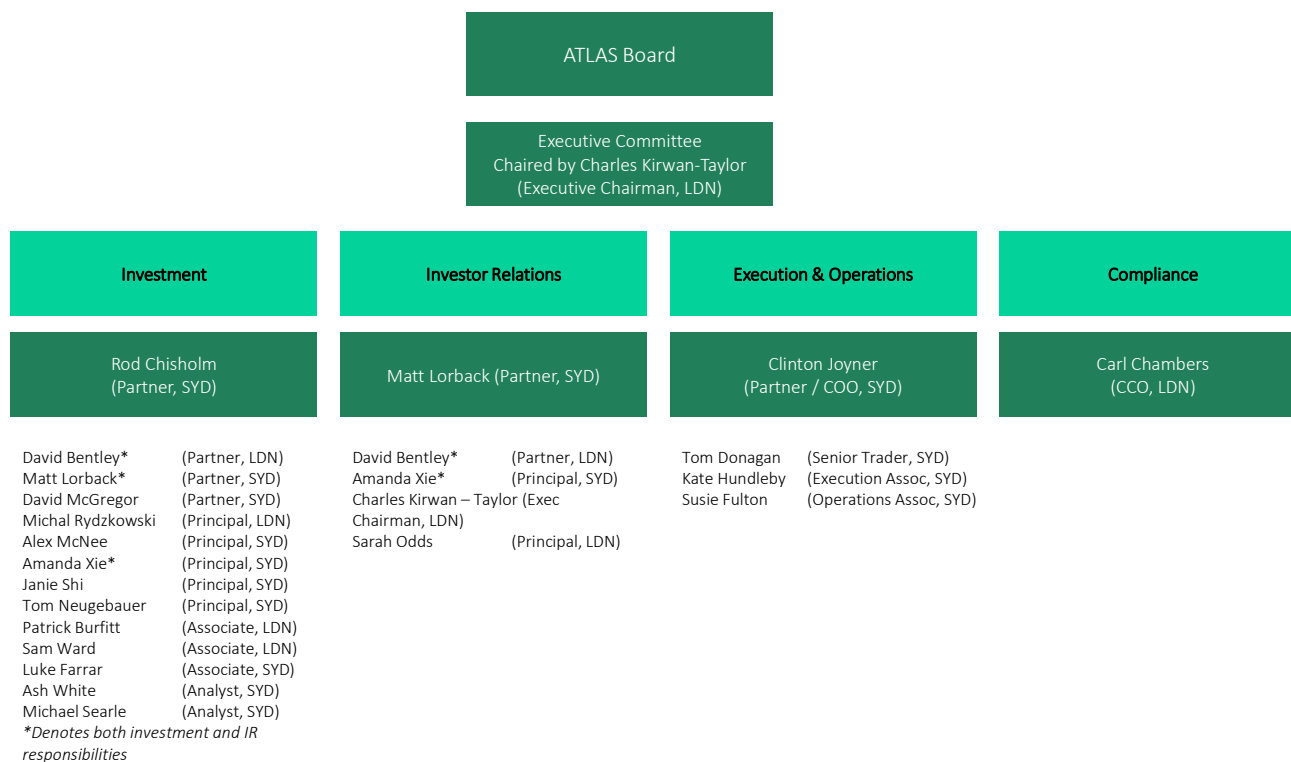 ATLAS Board
Executive Committee
Chaired by Charles Kirwan-Taylor
(Executive Chairman, LDN)
Investment
Investor Relations
Execution & Operations
Compliance
Rod Chisholm
(Partner, SYD)
Matt Lorback (Partner, SYD)
Clinton Joyner
(Partner / COO, SYD)
Carl Chambers
(CCO, LDN)
David Bentley* (Partner, LDN)
Matt Lorback* (Partner, SYD)
David McGregor (Partner, SYD)
Michal Rydzkowski (Principal, LDN)
Alex McNee (Principal, SYD)
Amanda Xie* (Principal, SYD)
Janie Shi (Principal, SYD)
Tom Neugebauer (Principal, SYD)
Patrick Burfitt (Associate, LDN)
Sam Ward (Associate, LDN)
Luke Farrar (Associate, SYD)
Ash White (Analyst, SYD)
Michael Searle (Analyst, SYD)
*Denotes both investment and IR
responsibilities
David Bentley* (Partner, LDN)
Amanda Xie* (Principal, SYD)
Charles Kirwan – Taylor (Exec
Chairman, LDN)
Sarah Odds (Principal, LDN)
Tom Donagan (Senior Trader, SYD)
Kate Hundleby (Execution Assoc, SYD)
Susie Fulton (Operations Assoc, SYD)